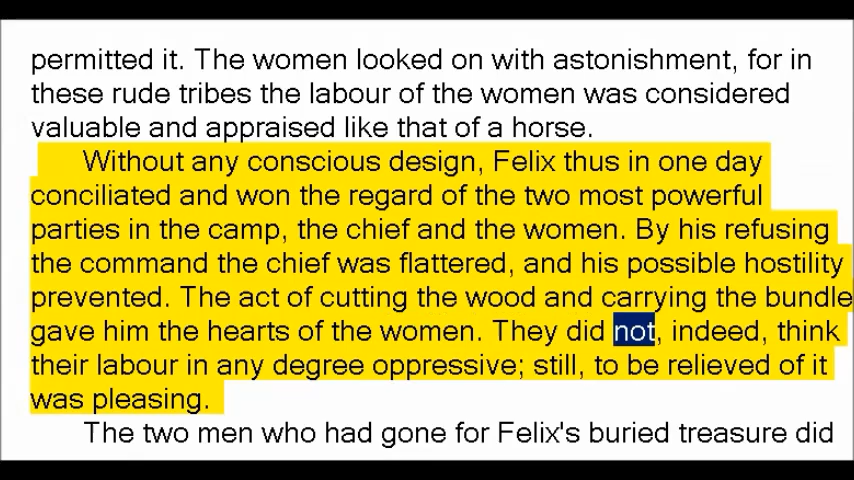 permitted it. The women looked on with astonishment, for in
these rude tribes the labour of the women was considered
valuable and appraised like that of a horse.
Without any conscious design, Felix thus in one day
conciliated and won the regard of the two most powerful
parties in the camp, the chief and the women. By his refusing
the command the chief was flattered, and his possible hostility
prevented. The act of cutting the wood and carrying the bundle
gave him the hearts of the women. They did not, indeed, think
their labour in any degree oppressive; still, to be relieved of it
was pleasing.
The two men who had gone for Felix's buried treasure did